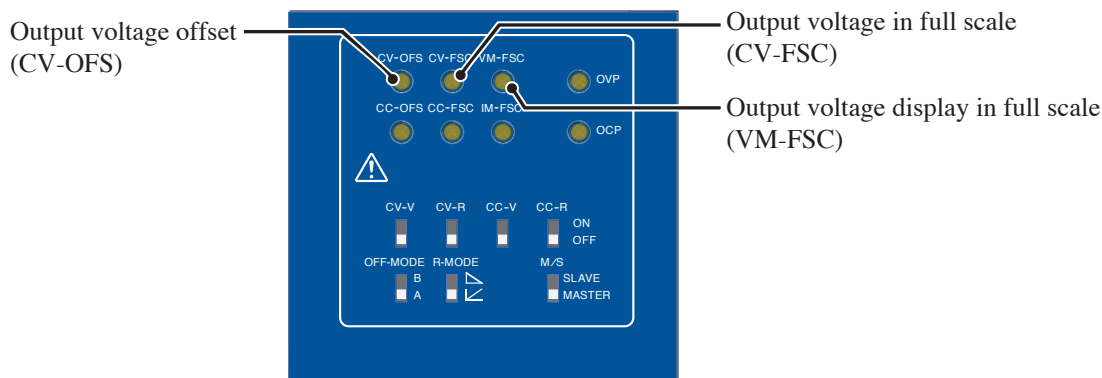 Output voltage offset
(CV-OFS)
Output voltage in full scale
(CV-FSC)
Output voltage display in full scale
(VM-FSC)
CV-OFS CV-FSC VM-FSC
OVP
CC-OFS CC-FSC IM-FSC
OCP
CV-V CV-R CC-V CC-R
ON
OFF
OFF-MODE R-MODE M/S
B SLAVE
A MASTER